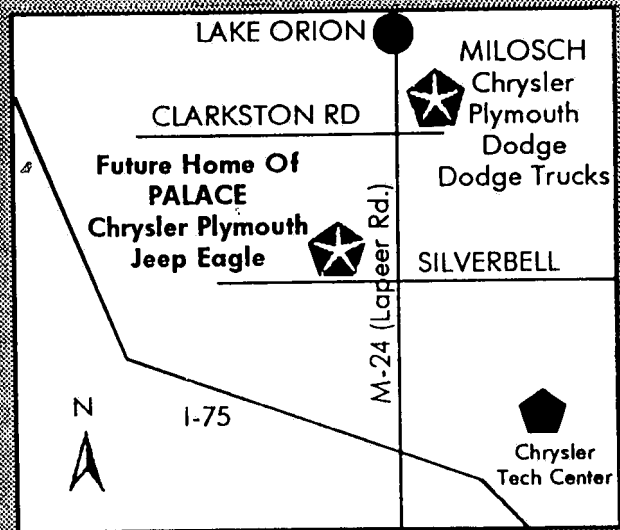 LAKE ORION
MILOSCH
Chrysler
Plymouth
Dodge
Dodge Trucks
CLARKSTON RD
Future Home Of
PALACE
Chrysler Plymouth
Jeep Eagle
SILVERBELL
M-24 (Lapeer Rd.)
N
I-75
Chrysler
Tech Center